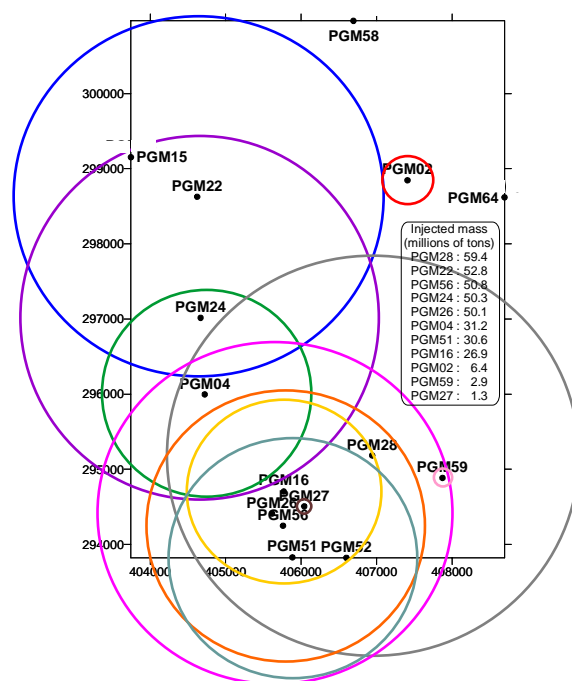 PGM58
300000
PGM15
299000
PGM02
PGM22
PGM64
298000
Injected mass
(millions of tons)
PGM28 : 59.4
PGM22 : 52.8
PGM56 : 50.8
PGM24 : 50.3
PGM26 : 50.1
PGM04 : 31.2
PGM51 : 30.6
PGM16 : 26.9
PGM02 : 6.4
PGM59 : 2.9
PGM27 : 1.3
297000
PGM24
296000
PGM04
PGM28
295000
PGM59
PGM16
PGM27
PGM26
PGM56
294000
PGM51
PGM52
404000 405000 406000 407000 408000